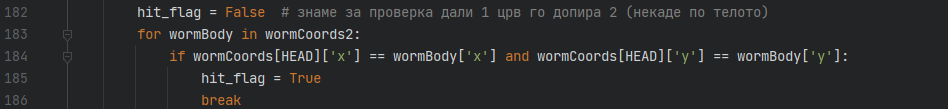 182 hit_flag = False  # знаме за проверка дали 1 црв го допира 2 (некаде по телото)
183 for wormBody in wormCoords2:
184     if wormCoords[HEAD]['x'] == wormBody['x'] and wormCoords[HEAD]['y'] == wormBody['y']:
185         hit_flag = True
186         break